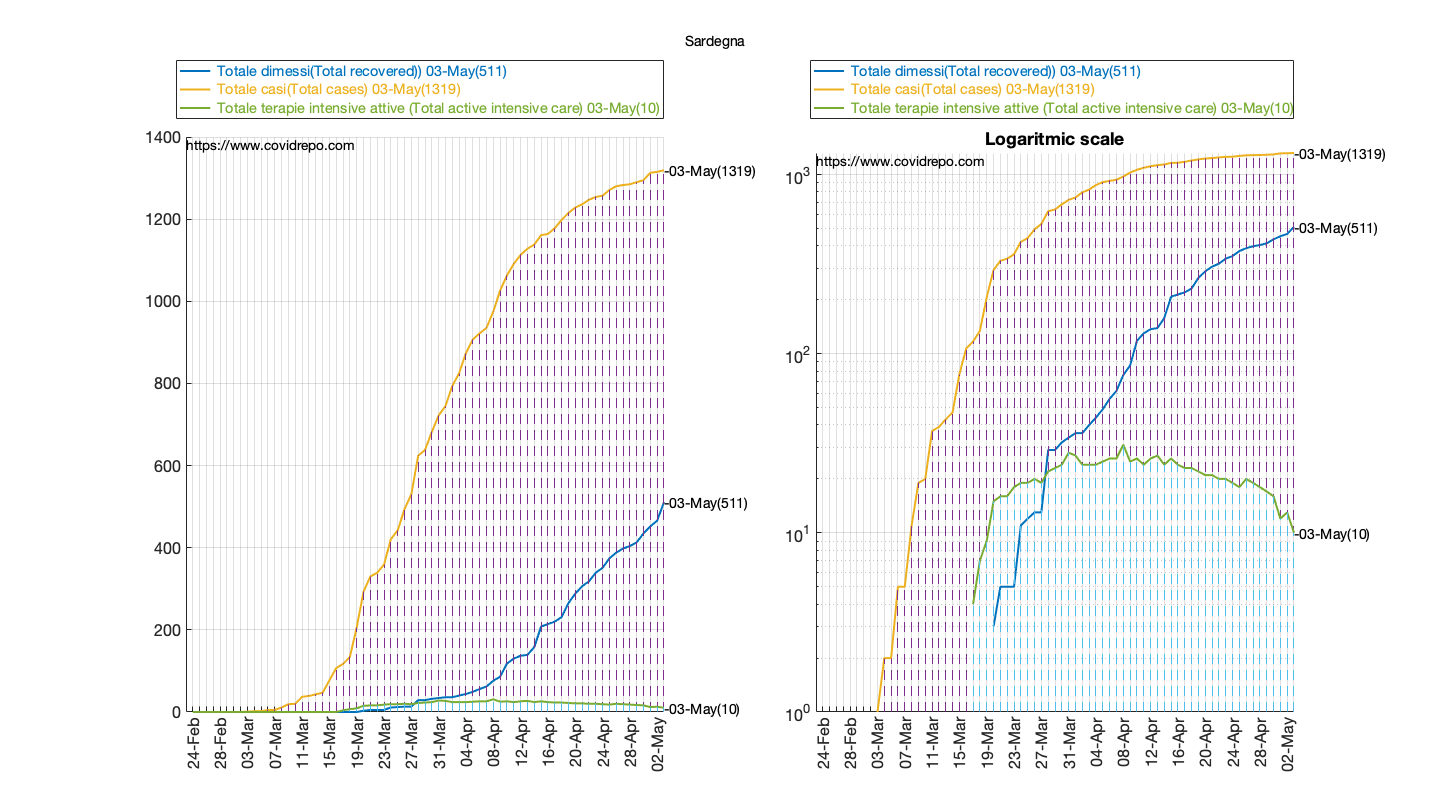 Sardegna
Totale dimessi(Total recovered)) 03-May(511)
Totale casi(Total cases) 03-May(1319)
Totale terapie intensive attive (Total active intensive care) 03-May(10)
https://www.covidrepo.com
1400
1200
1000
800
600
400
200
0
03-May(1319)
03-May(511)
03-May(10)
24-Feb
28-Feb
03-Mar
07-Mar
11-Mar
15-Mar
19-Mar
23-Mar
27-Mar
31-Mar
04-Apr
08-Apr
12-Apr
16-Apr
20-Apr
24-Apr
28-Apr
02-May
Totale dimessi(Total recovered)) 03-May(511)
Totale casi(Total cases) 03-May(1319)
Totale terapie intensive attive (Total active intensive care) 03-May(10)
Logaritmic scale
https://www.covidrepo.com
10³
10²
10¹
10⁰
03-May(1319)
03-May(511)
03-May(10)
24-Feb
28-Feb
03-Mar
07-Mar
11-Mar
15-Mar
19-Mar
23-Mar
27-Mar
31-Mar
04-Apr
08-Apr
12-Apr
16-Apr
20-Apr
24-Apr
28-Apr
02-May